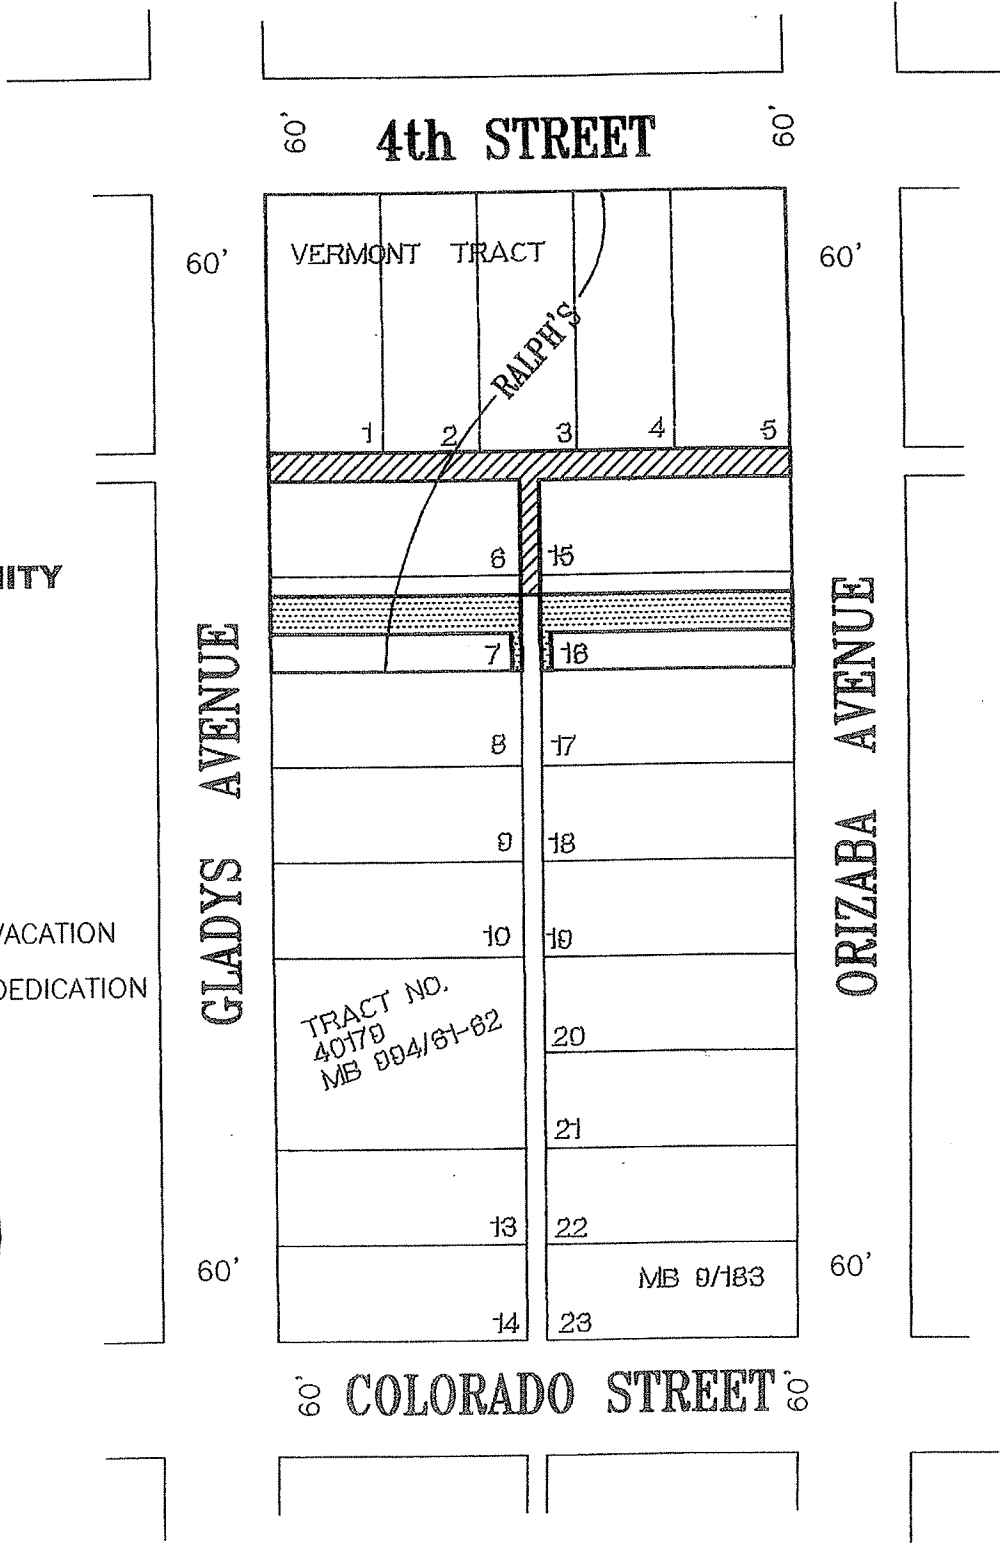 60'
4th STREET
60'
60'
VERMONT TRACT
60'
RALPH'S
1
2
3
4
5
6
15
IITY
7
16
GLADYS AVENUE
ORIZABA AVENUE
8
17
9
18
VACATION
10
19
DEDICATION
TRACT NO.
40179
MB 994/61-62
20
21
13
22
60'
MB 9/183
60'
14
23
60'
COLORADO STREET
60'